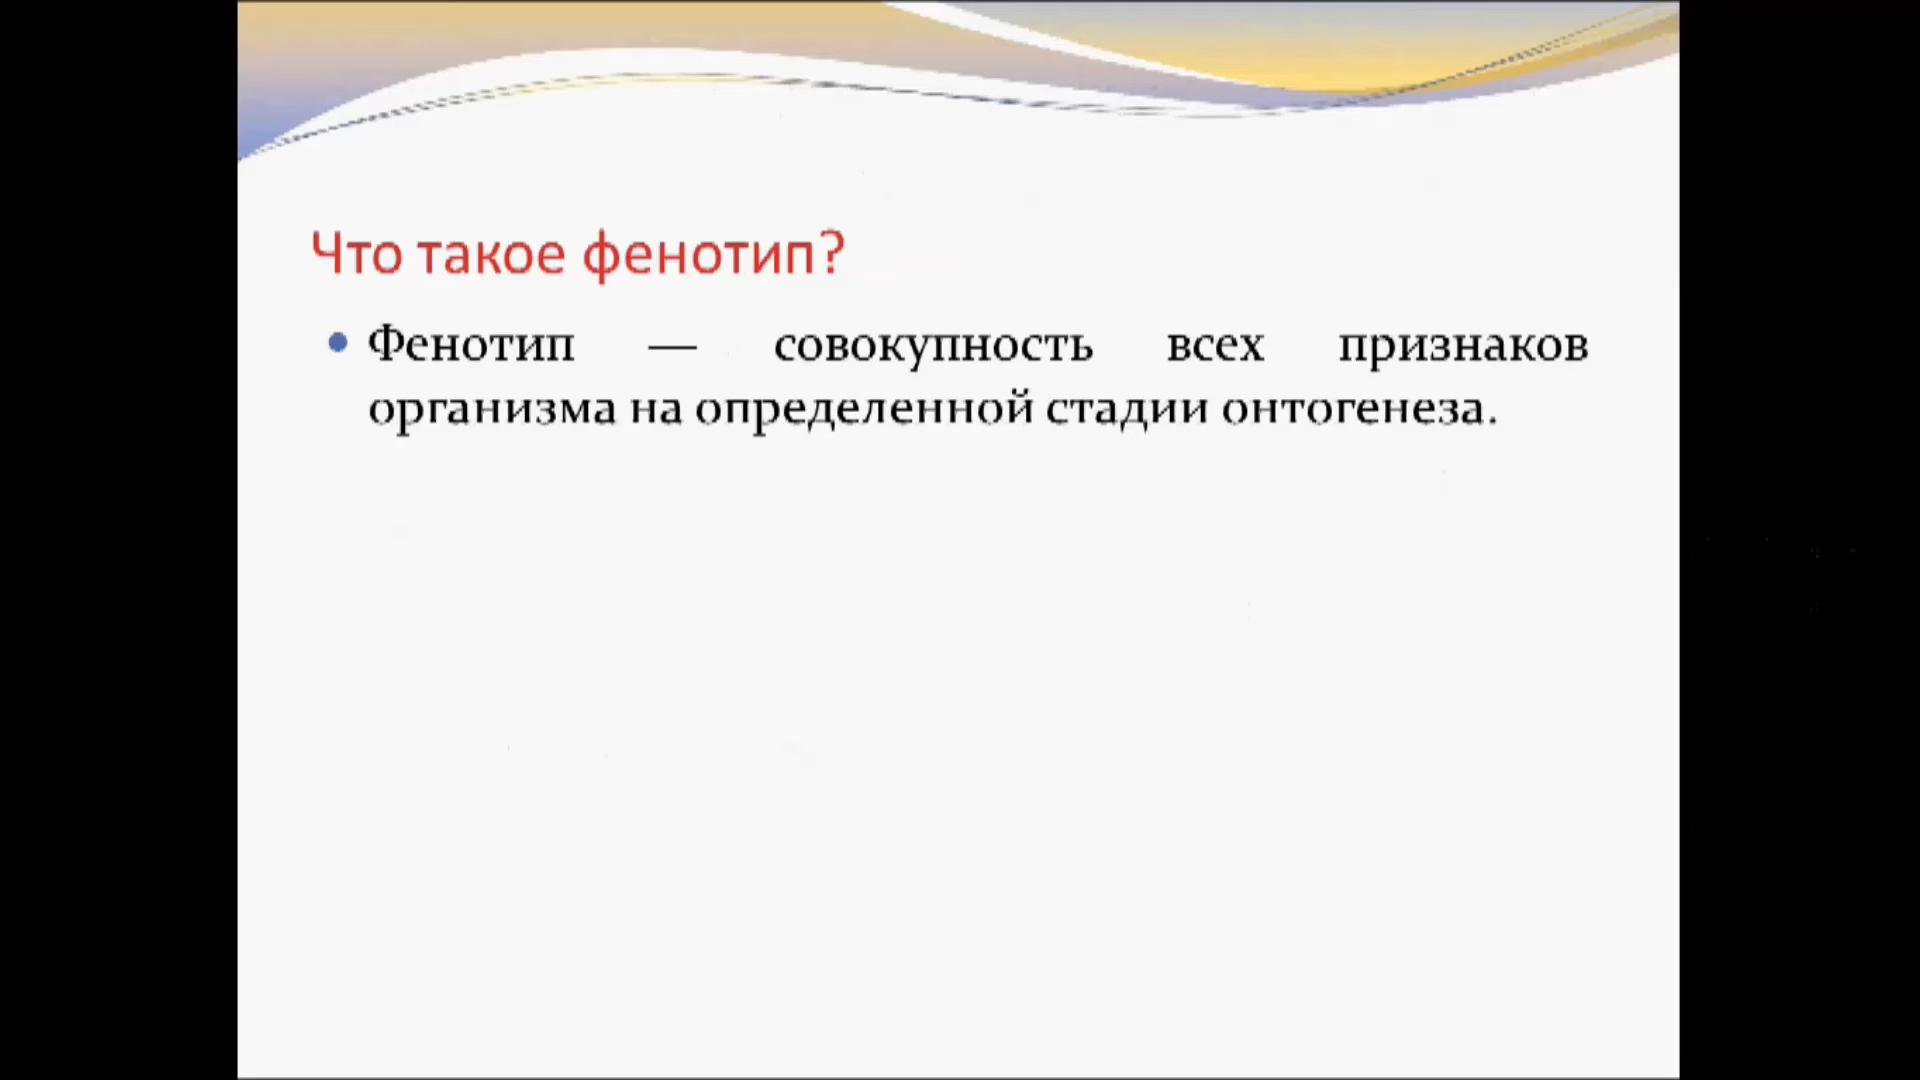 Что такое фенотип?
• Фенотип — совокупность всех признаков
организма на определенной стадии онтогенеза.